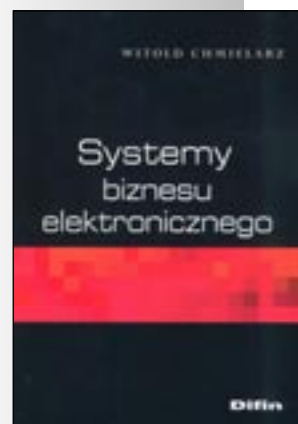 WITOLD CHMIELARZ
Systemy
biznesu
elektronicznego
Difin